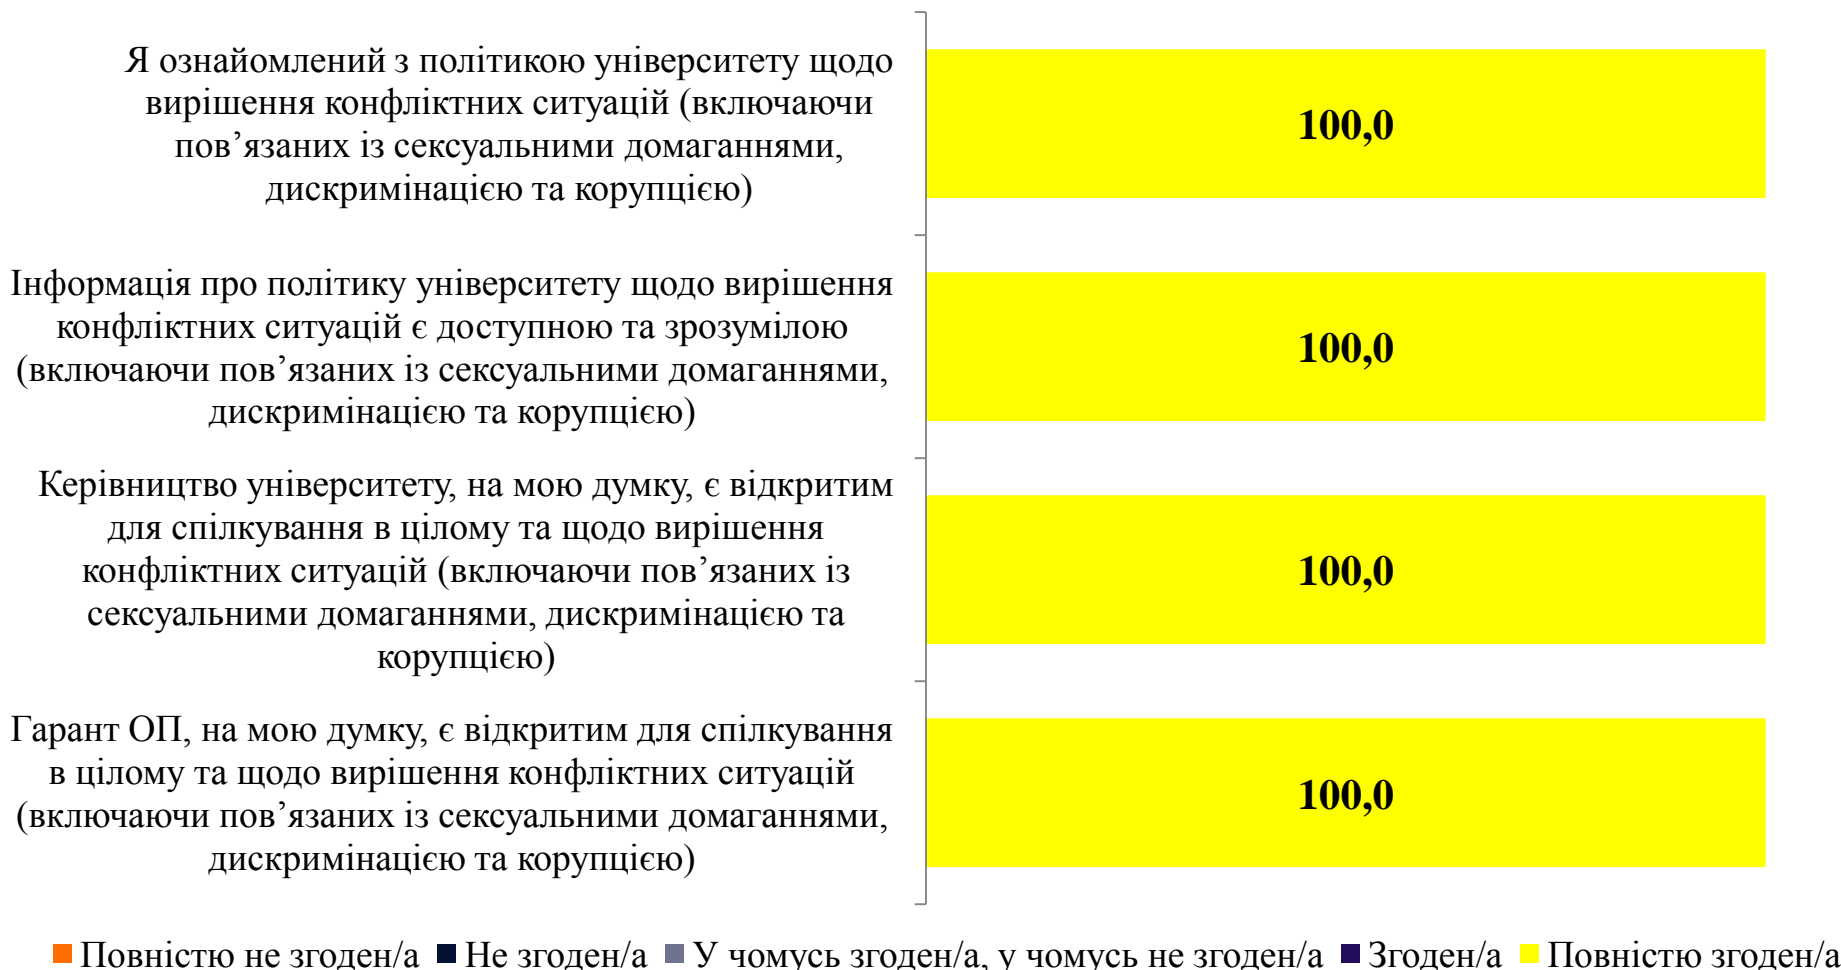 Я ознайомлений з політикою університету щодо
вирішення конфліктних ситуацій (включаючи
пов’язаних із сексуальними домаганнями,
дискримінацією та корупцією)
100,0
Інформація про політику університету щодо вирішення
конфліктних ситуацій є доступною та зрозумілою
(включаючи пов’язаних із сексуальними домаганнями,
дискримінацією та корупцією)
100,0
Керівництво університету, на мою думку, є відкритим
для спілкування в цілому та щодо вирішення
конфліктних ситуацій (включаючи пов’язаних із
сексуальними домаганнями, дискримінацією та
корупцією)
100,0
Гарант ОП, на мою думку, є відкритим для спілкування
в цілому та щодо вирішення конфліктних ситуацій
(включаючи пов’язаних із сексуальними домаганнями,
дискримінацією та корупцією)
100,0
Повністю не згоден/а Не згоден/а У чомусь згоден/а, у чомусь не згоден/а Згоден/а Повністю згоден/а